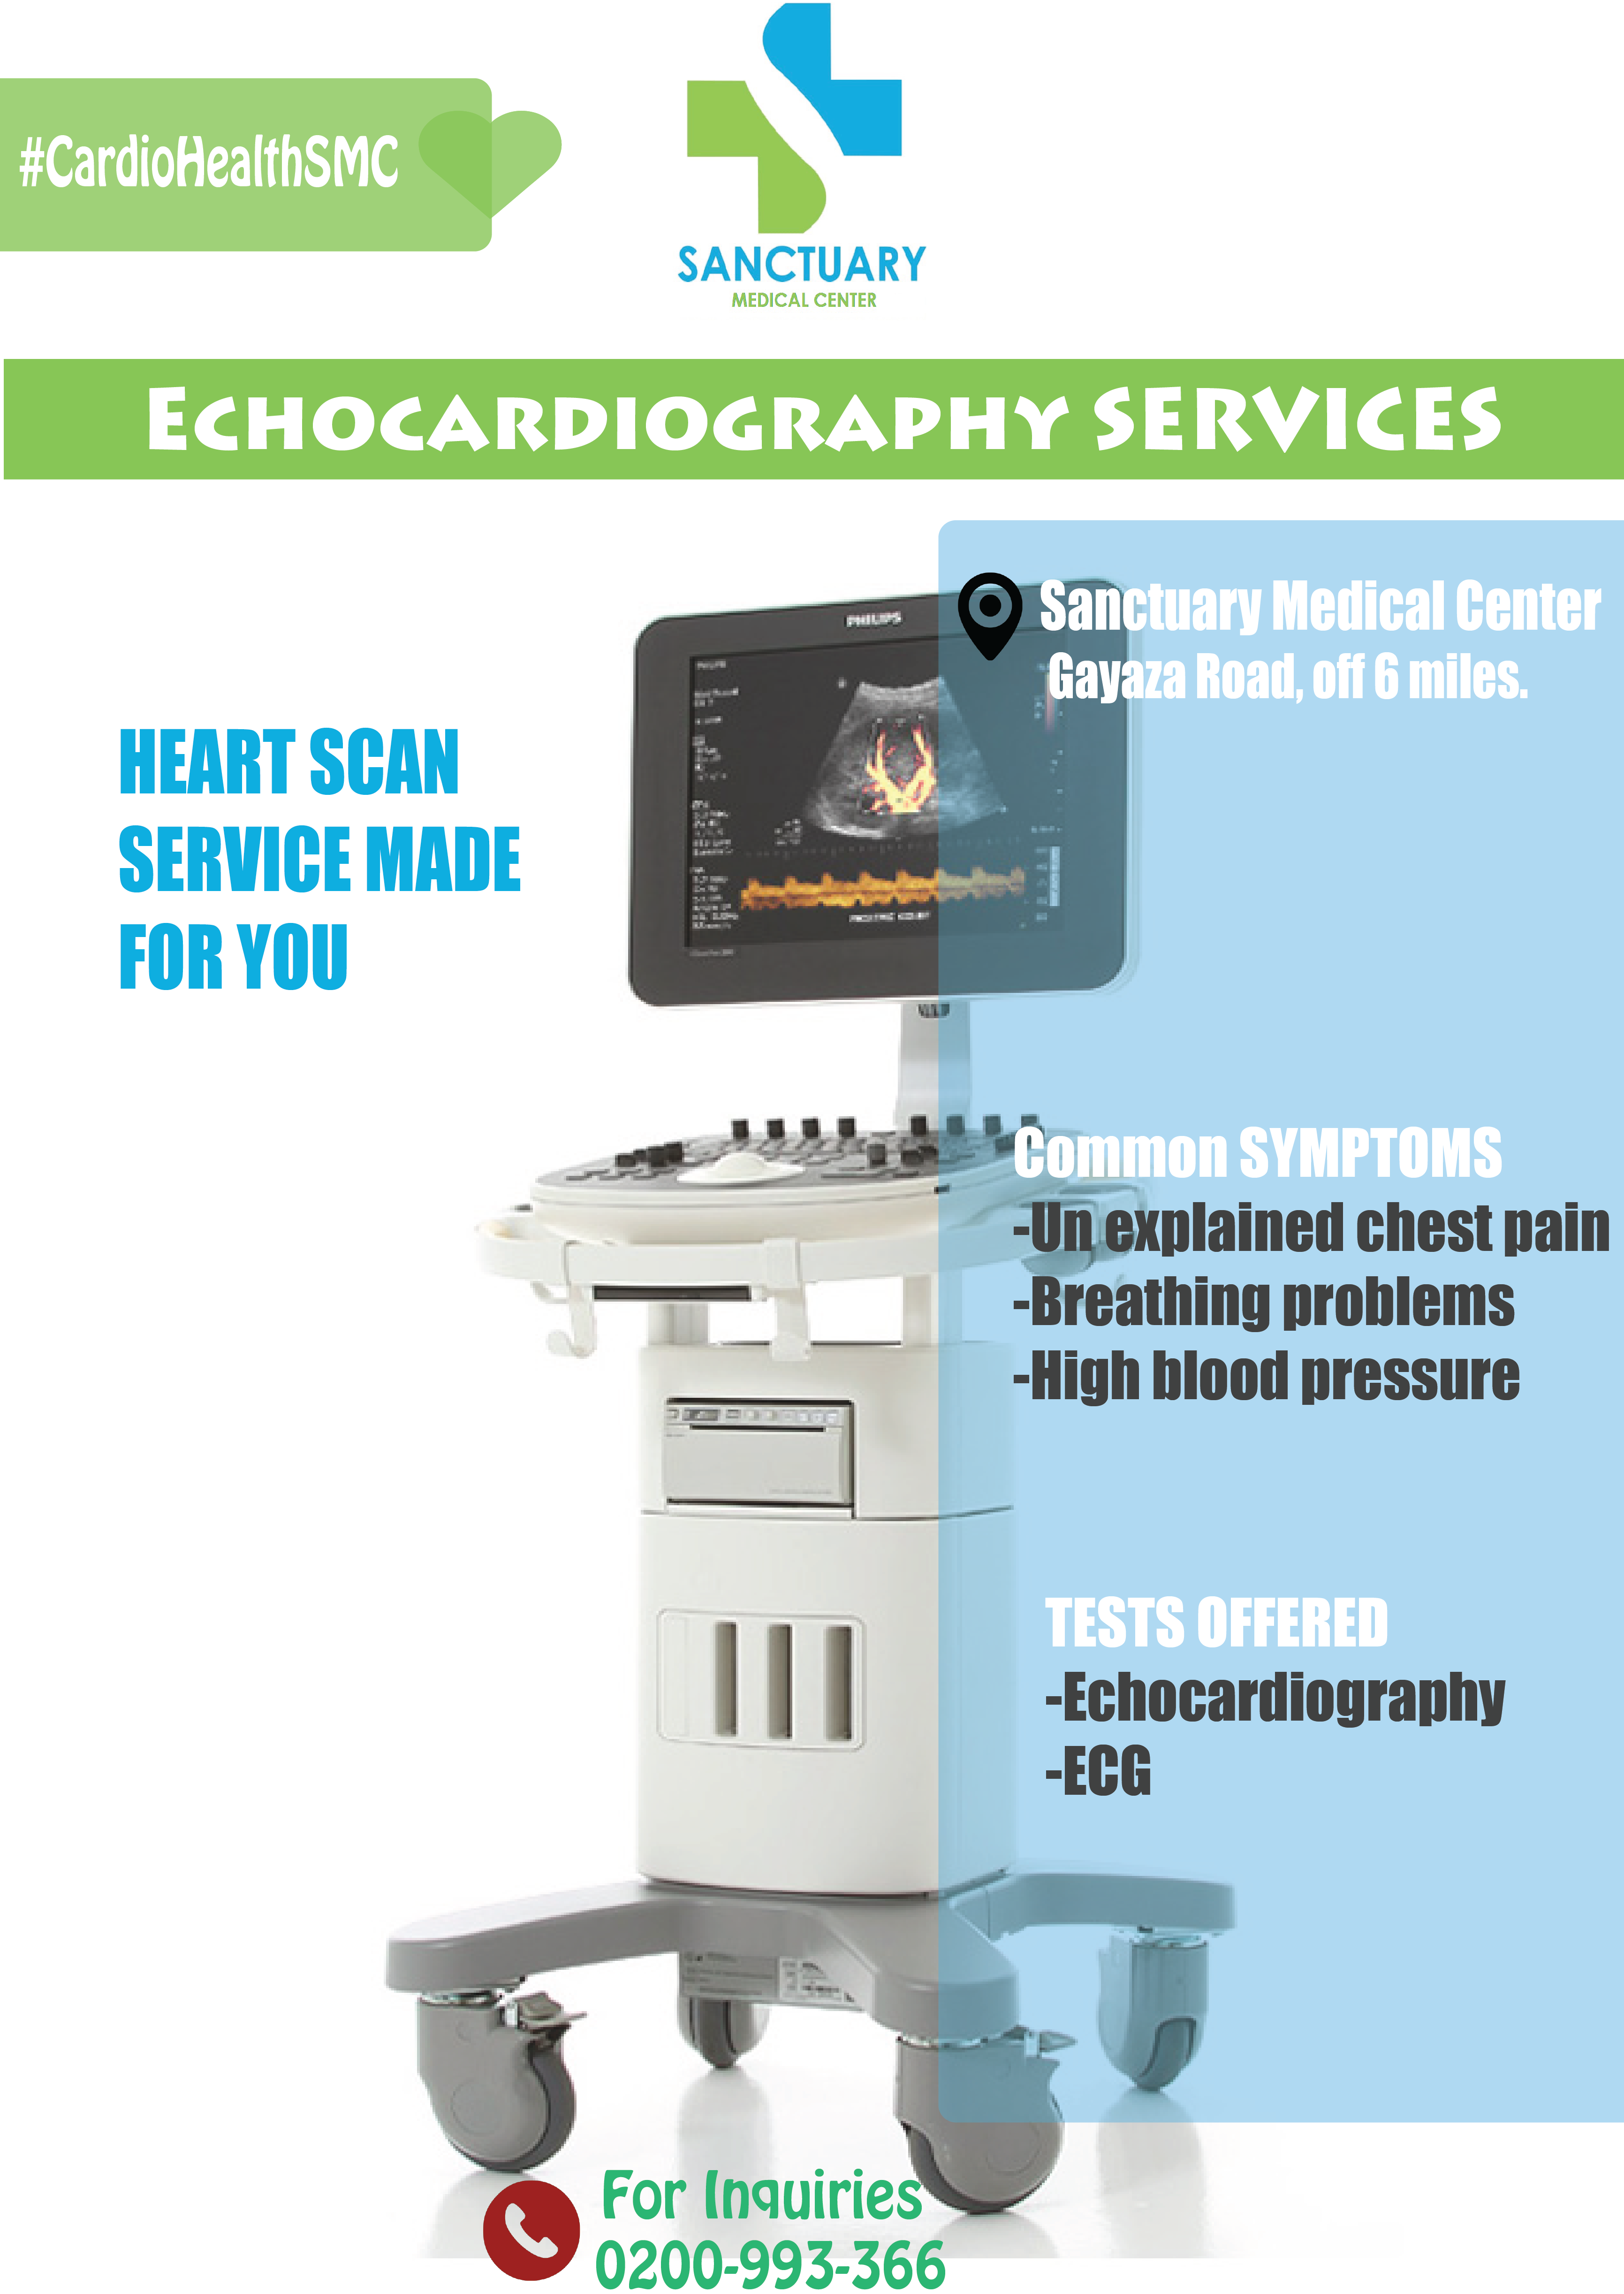 #CardioHealthSMC
SANCTUARY
MEDICAL CENTER
ECHOCARDIOGRAPHY SERVICES
Sanctuary Medical Center
Gayaza Road, off 6 miles.
PHILIPS
HEART SCAN
SERVICE MADE
FOR YOU
Common SYMPTOMS
-Un explained chest pain
-Breathing problems
-High blood pressure
TESTS OFFERED
-Echocardiography
-ECG
For Inquiries
0200-993-366